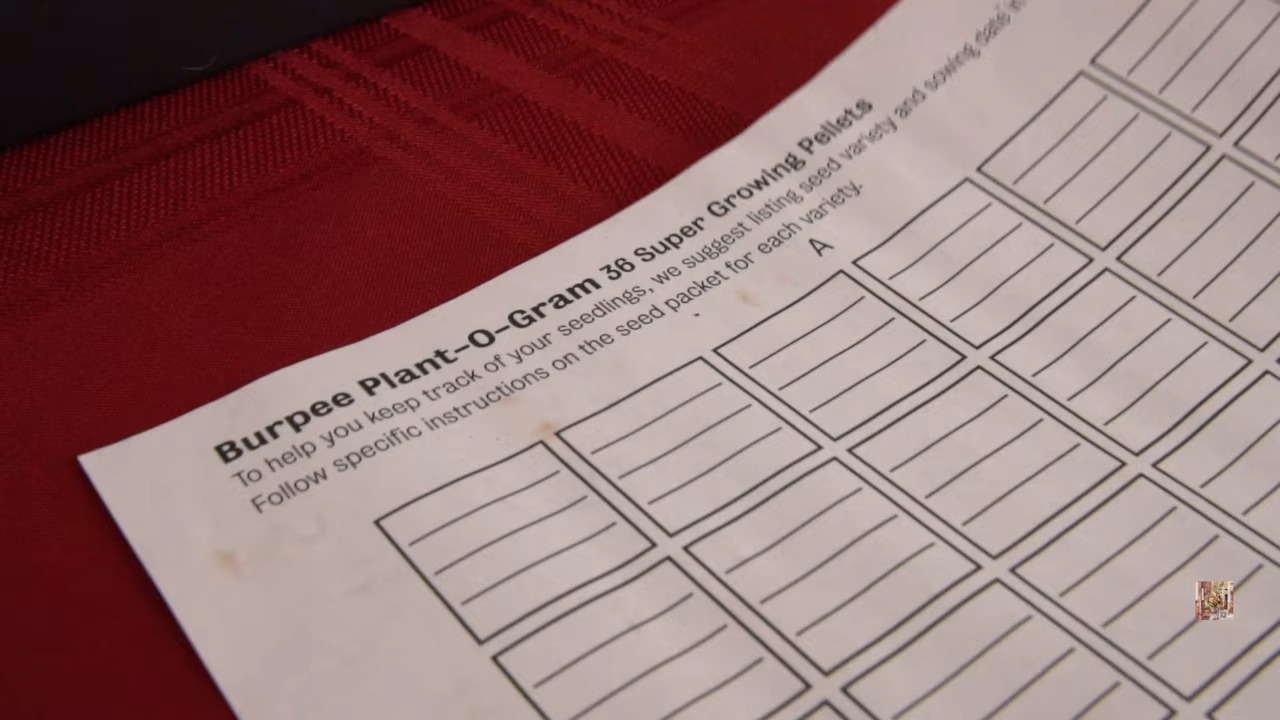 Burpee Plant-O-Gram 36 Super Growing Pellets
To help you keep track of your seedlings, we suggest listing seed variety and sowing date in
Follow specific instructions on the seed packet for each variety.
A